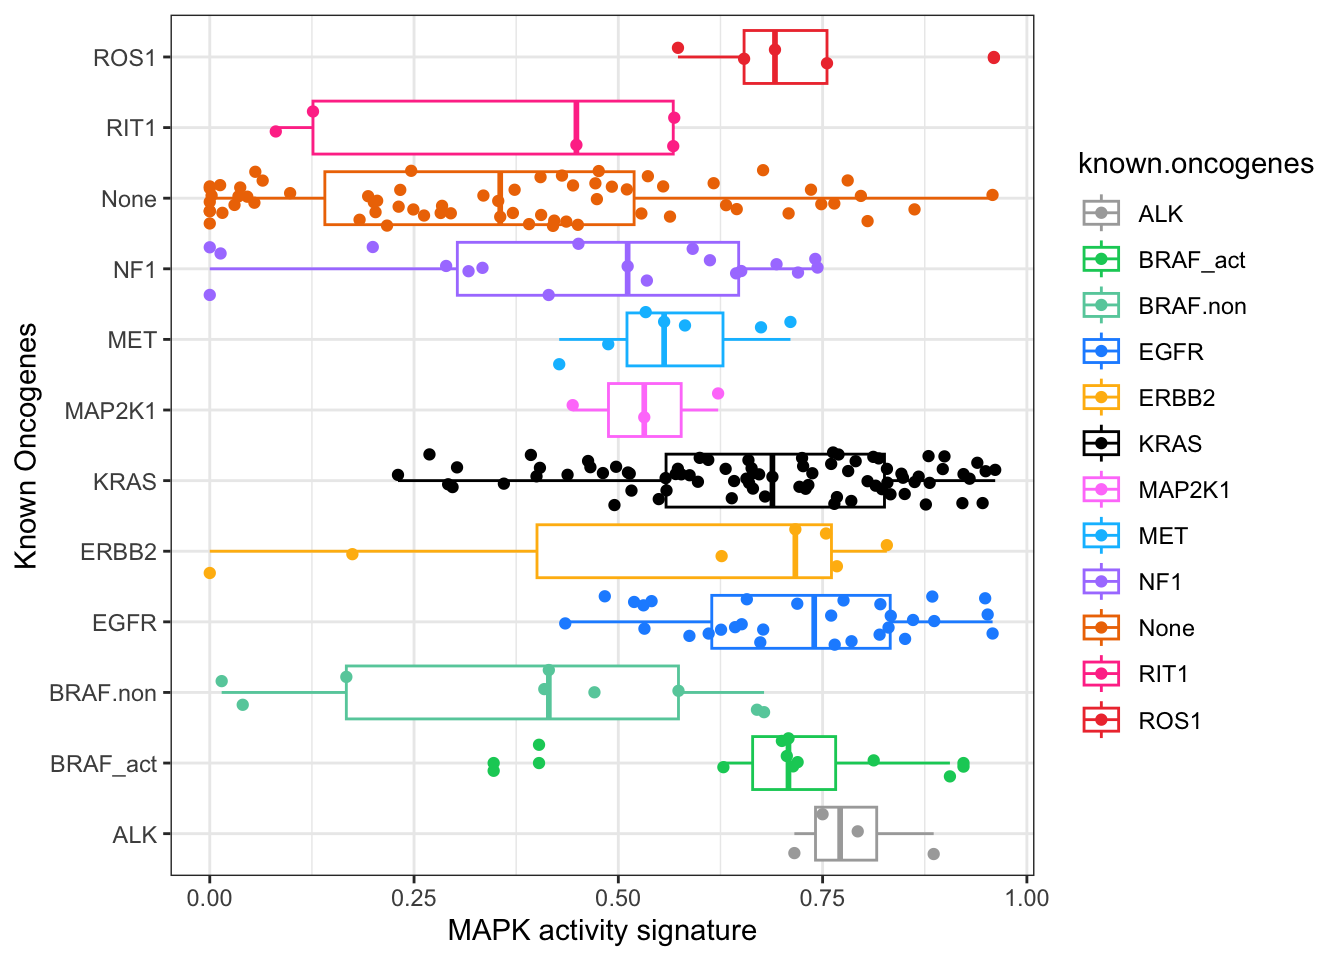 Known Oncogenes
ROS1
RIT1
None
NF1
MET
MAP2K1
KRAS
ERBB2
EGFR
BRAF.non
BRAF_act
ALK
0.00 0.25 0.50 0.75 1.00
MAPK activity signature
known.oncogenes
ALK
BRAF_act
BRAF.non
EGFR
ERBB2
KRAS
MAP2K1
MET
NF1
None
RIT1
ROS1